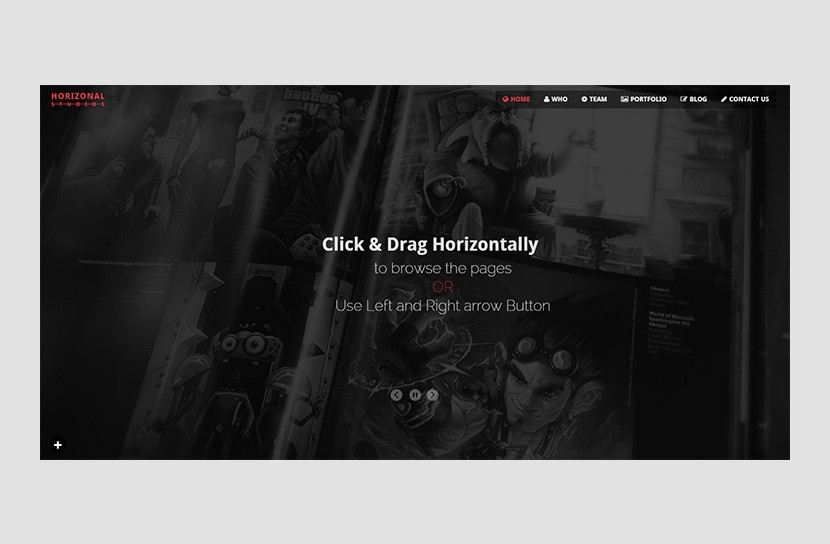 HORIZONAL
STUDIOS
HOME WHO TEAM PORTFOLIO BLOG CONTACT US
Click & Drag Horizontally
to browse the pages
OR
Use Left and Right arrow Button